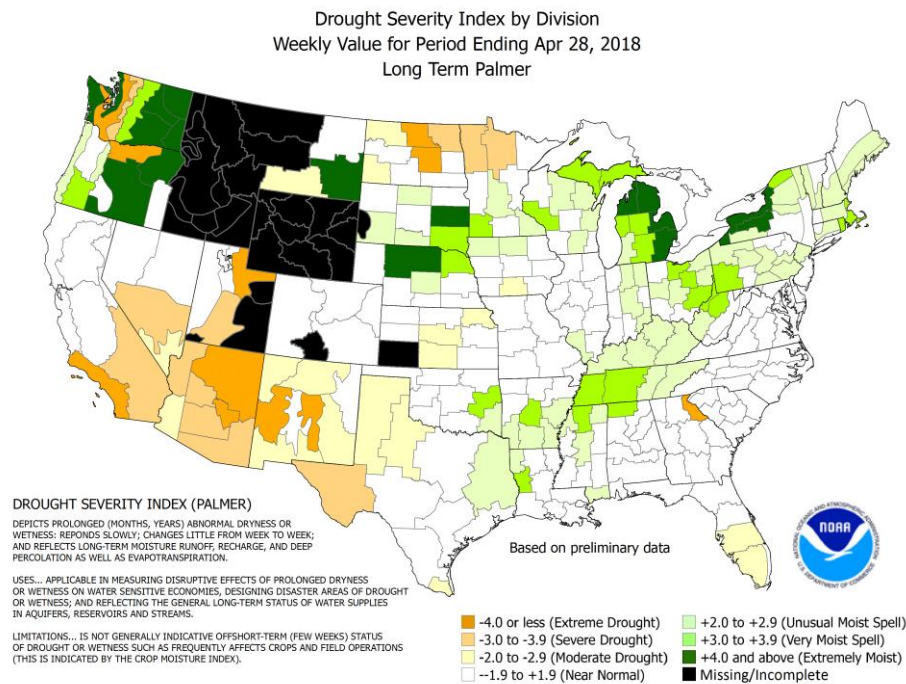 Drought Severity Index by Division
Weekly Value for Period Ending Apr 28, 2018
Long Term Palmer
DROUGHT SEVERITY INDEX (PALMER)
DEPICTS PROLONGED (MONTHS, YEARS) ABNORMAL DRYNESS OR
WETNESS: REPONDS SLOWLY; CHANGES LITTLE FROM WEEK TO WEEK;
AND REFLECTS LONG-TERM MOISTURE RUNOFF, RECHARGE, AND DEEP
PERCOLATION AS WELL AS EVAPOTRANSPIRATION.
USES... APPLICABLE IN MEASURING DISRUPTIVE EFFECTS OF PROLONGED DRYNESS
OR WETNESS ON WATER SENSITIVE ECONOMIES, DESIGNING DISASTER AREAS OF DROUGHT
OR WETNESS; AND REFLECTING THE GENERAL LONG-TERM STATUS OF WATER SUPPLIES
IN AQUIFERS, RESERVOIRS AND STREAMS.
LIMITATIONS... IS NOT GENERALLY INDICATIVE OFFSHORT-TERM (FEW WEEKS) STATUS
OF DROUGHT OR WETNESS SUCH AS FREQUENTLY AFFECTS CROPS AND FIELD OPERATIONS
(THIS IS INDICATED BY THE CROP MOISTURE INDEX).
Based on preliminary data
NATIONAL OCEANIC AND ATMOSPHERIC ADMINISTRATION
NOAA
U.S. DEPARTMENT OF COMMERCE
-4.0 or less (Extreme Drought)
-3.0 to -3.9 (Severe Drought)
-2.0 to -2.9 (Moderate Drought)
--1.9 to +1.9 (Near Normal)
+2.0 to +2.9 (Unusual Moist Spell)
+3.0 to +3.9 (Very Moist Spell)
+4.0 and above (Extremely Moist)
Missing/Incomplete